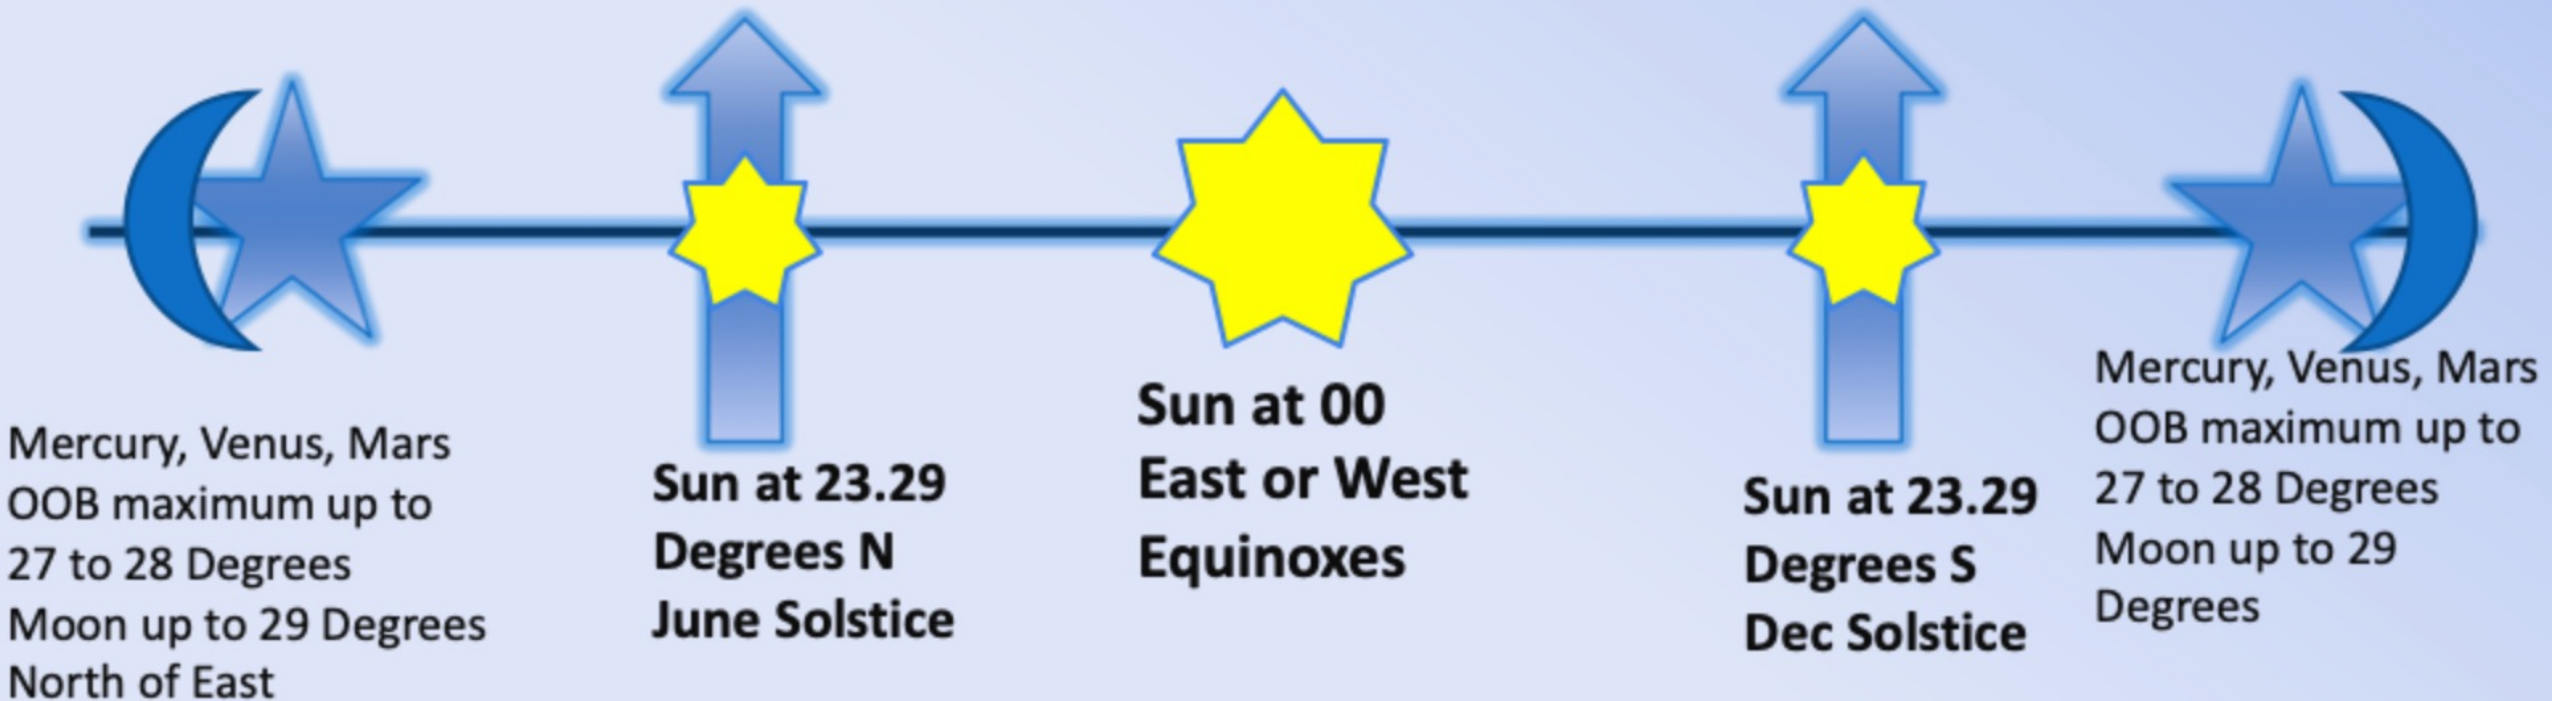 Mercury, Venus, Mars
OOB maximum up to
27 to 28 Degrees
Moon up to 29 Degrees
North of East
Sun at 23.29
Degrees N
June Solstice
Sun at 00
East or West
Equinoxes
Sun at 23.29
Degrees S
Dec Solstice
Mercury, Venus, Mars
OOB maximum up to
27 to 28 Degrees
Moon up to 29
Degrees